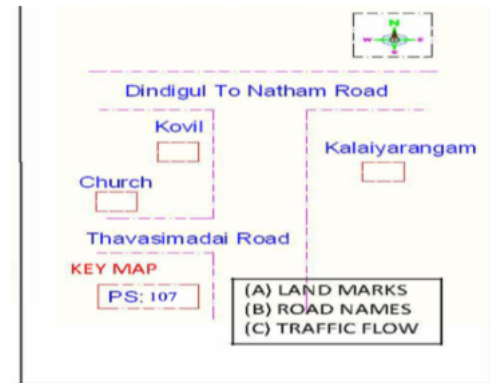 N
W E
Dindigul To Natham Road
Kovil
Kalaiyarangam
Church
Thavasimadai Road
KEY MAP
PS: 107
(A) LAND MARKS
(B) ROAD NAMES
(C) TRAFFIC FLOW